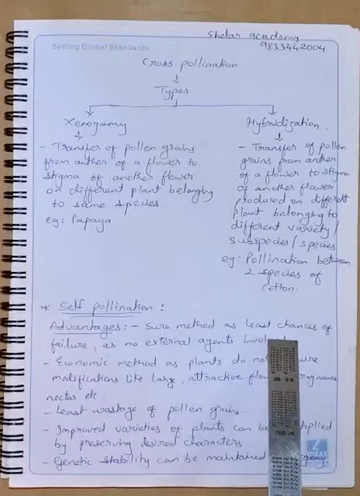 Shelar academy
9833442004
Setting Global Standards
Cross pollination
Types
Xenogamy
- Transfer of pollen grains
from anther of a flower to
stigma of another flower
on different plant belonging
to same species
eg: Papaya
Hybridization
- Transfer of pollen
grains from anther
of a flower to stigma
of another flower
produced on different
plant belonging to
different variety/
subspecies/species
eg: Pollination between
2 species of
Cotton.
* Self pollination:
Advantages: - Sure method as least chances of
failure, as no external agents
- Economic method as plants do not
modifications like large, attractive
nectar etc.
- Least wastage of pollen grains.
- Improved varieties of plants can be
by preserving desired characters.
- Genetic stability can be maintained